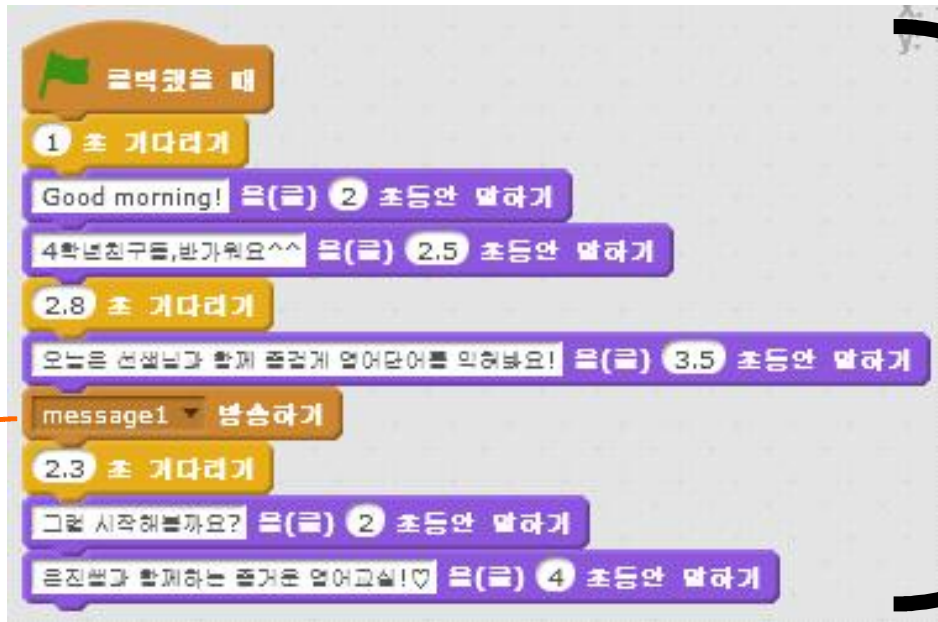 x:
y:
클릭했을 때
1 초 기다리기
Good morning! 을(를) 2 초동안 말하기
4학년친구들,반가워요^^ 을(를) 2.5 초동안 말하기
2.8 초 기다리기
오늘은 선생님과 함께 즐겁게 영어단어를 익혀봐요! 을(를) 3.5 초동안 말하기
message1 방송하기
2.3 초 기다리기
그럼 시작해볼까요? 을(를) 2 초동안 말하기
은진쌤과 함께하는 즐거운 영어교실!♡ 을(를) 4 초동안 말하기